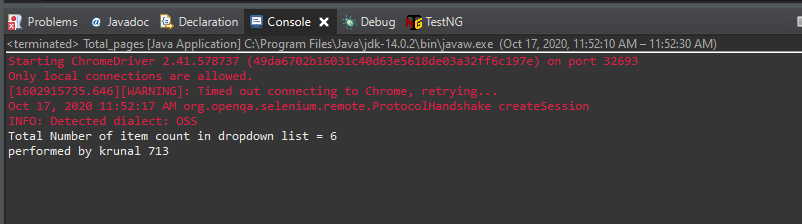 Problems @ Javadoc Declaration Console Debug TestNG
<terminated> Total_pages [Java Application] C:\Program Files\Java\jdk-14.0.2\bin\javaw.exe (Oct 17, 2020, 11:52:10 AM – 11:52:30 AM)
Starting ChromeDriver 2.41.578737 (49da6702b16031c40d63e5618de03a32ff6c197e) on port 32693
Only local connections are allowed.
[1602915735.646][WARNING]: Timed out connecting to Chrome, retrying...
Oct 17, 2020 11:52:17 AM org.openqa.selenium.remote.ProtocolHandshake createSession
INFO: Detected dialect: OSS
Total Number of item count in dropdown list = 6
performed by krunal 713